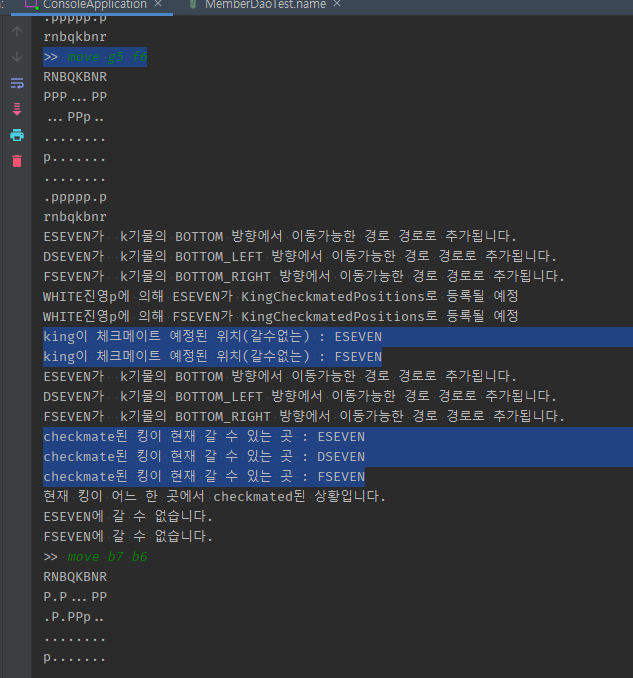 ConsoleApplication × MemberDaoTest.name ×
.ppppp.p
rnbqkbnr
>> move g5 f6
RNBQKBNR
PPP...PP
...PPp..
........
p.......
........
.ppppp.p
rnbqkbnr
ESEVEN가 k기물의 BOTTOM 방향에서 이동가능한 경로 경로로 추가됩니다.
DSEVEN가 k기물의 BOTTOM_LEFT 방향에서 이동가능한 경로 경로로 추가됩니다.
FSEVEN가 k기물의 BOTTOM_RIGHT 방향에서 이동가능한 경로 경로로 추가됩니다.
WHITE진영p에 의해 ESEVEN가 KingCheckmatedPositions로 등록될 예정
WHITE진영p에 의해 FSEVEN가 KingCheckmatedPositions로 등록될 예정
king이 체크메이트 예정된 위치(갈수없는) : ESEVEN
king이 체크메이트 예정된 위치(갈수없는) : FSEVEN
ESEVEN가 k기물의 BOTTOM 방향에서 이동가능한 경로 경로로 추가됩니다.
DSEVEN가 k기물의 BOTTOM_LEFT 방향에서 이동가능한 경로 경로로 추가됩니다.
FSEVEN가 k기물의 BOTTOM_RIGHT 방향에서 이동가능한 경로 경로로 추가됩니다.
checkmate된 킹이 현재 갈 수 있는 곳 : ESEVEN
checkmate된 킹이 현재 갈 수 있는 곳 : DSEVEN
checkmate된 킹이 현재 갈 수 있는 곳 : FSEVEN
현재 킹이 어느 한 곳에서 checkmated된 상황입니다.
ESEVEN에 갈 수 없습니다.
FSEVEN에 갈 수 없습니다.
>> move b7 b6
RNBQKBNR
P.P...PP
.P.PPp..
........
p.......